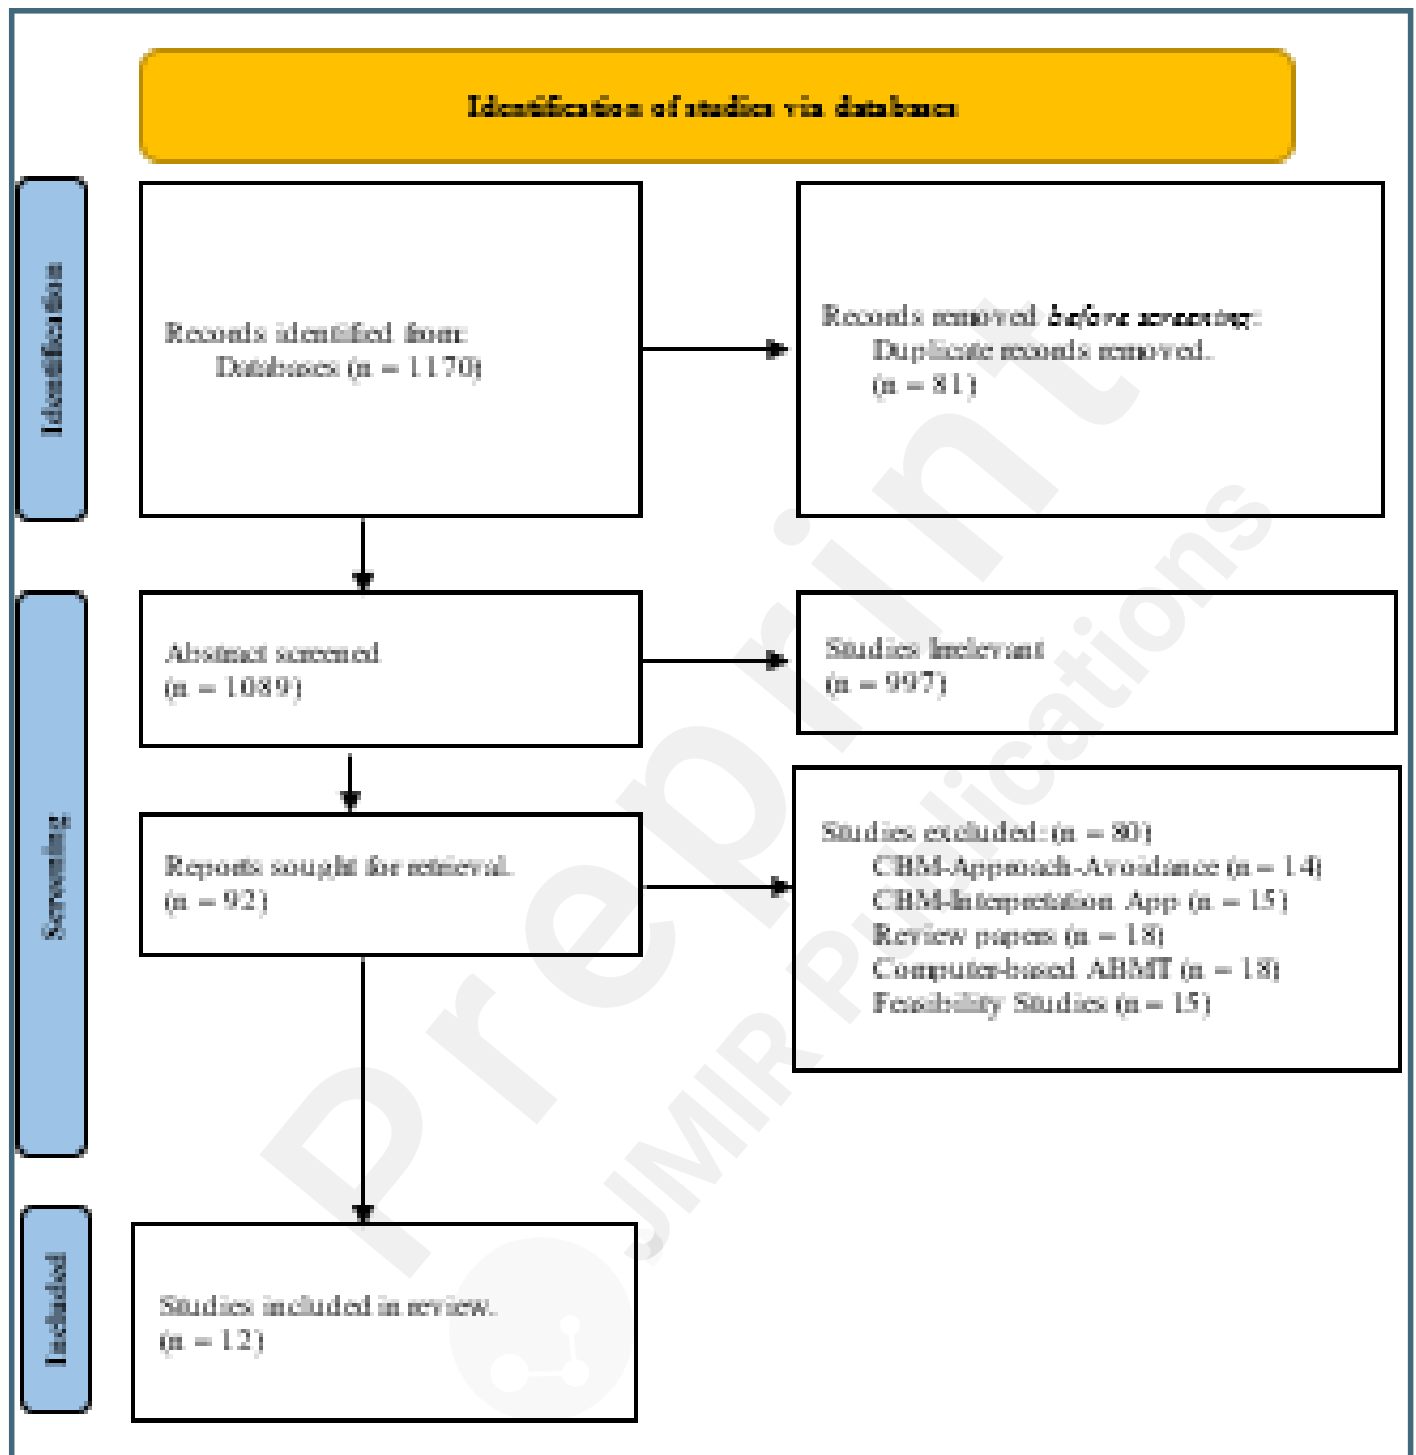 Identification of studies via databases
Identification
Records identified from:
Databases (n = 1170)
Records removed before screening:
Duplicate records removed.
(n = 81)
Screening
Abstract screened
(n = 1089)
Studies Irrelevant
(n = 997)
Reports sought for retrieval.
(n = 92)
Studies excluded: (n = 80)
CBM-Approach-Avoidance (n = 14)
CBM-Interpretation App (n = 15)
Review papers (n = 18)
Computer-based ABMT (n = 18)
Feasibility Studies (n = 15)
Included
Studies included in review.
(n = 12)
Preprint
JMIR Publications